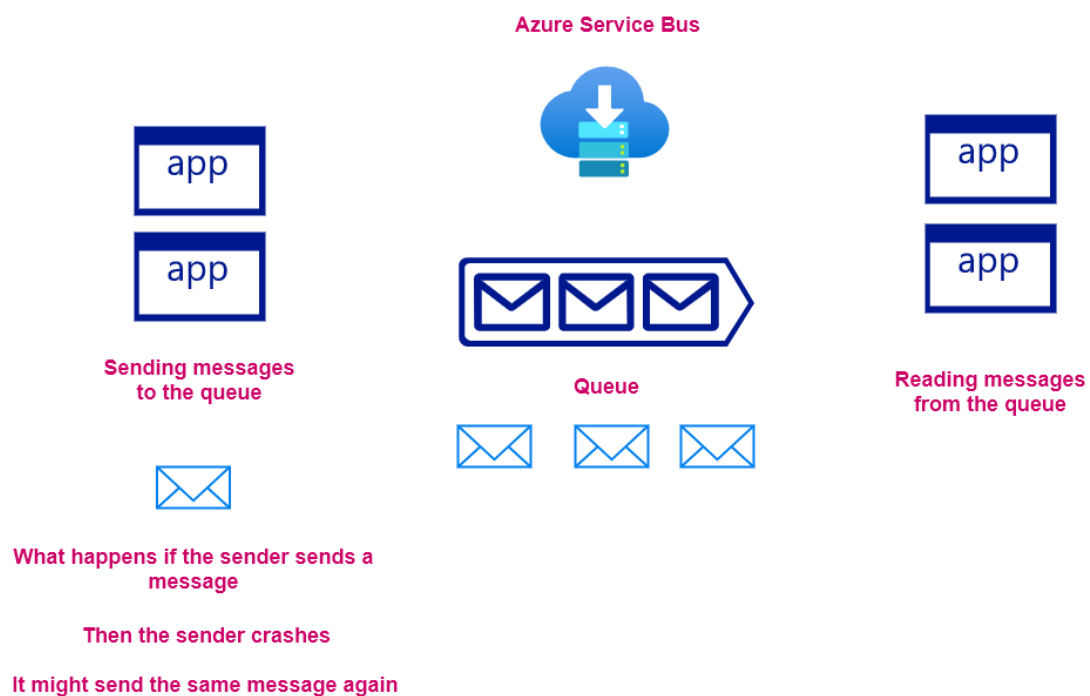 Azure Service Bus
app
app
app
app
Sending messages
to the queue
Queue
Reading messages
from the queue
What happens if the sender sends a
message
Then the sender crashes
It might send the same message again